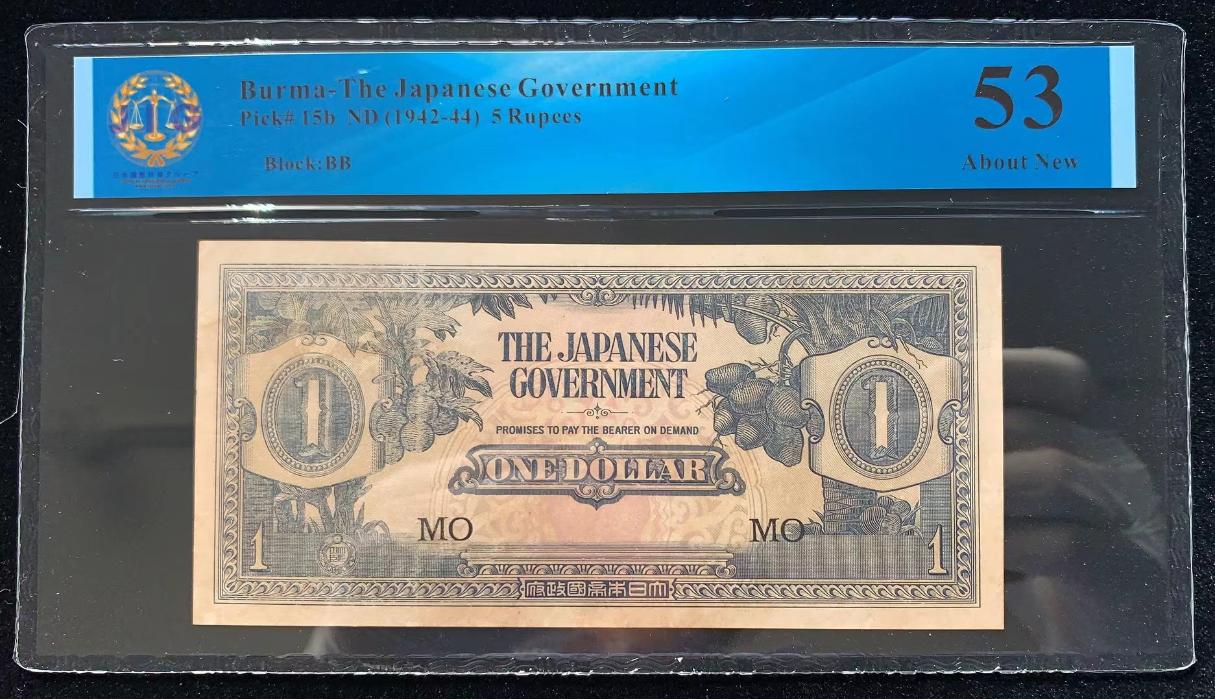 Burma-The Japanese Government
Pick# 15b ND (1942-44) 5 Rupees
Block:BB
53
About New
1
THE JAPANESE
GOVERNMENT
1
PROMISES TO PAY THE BEARER ON DEMAND
ONE DOLLAR
MO
MO
1
1
府政國帝本日大